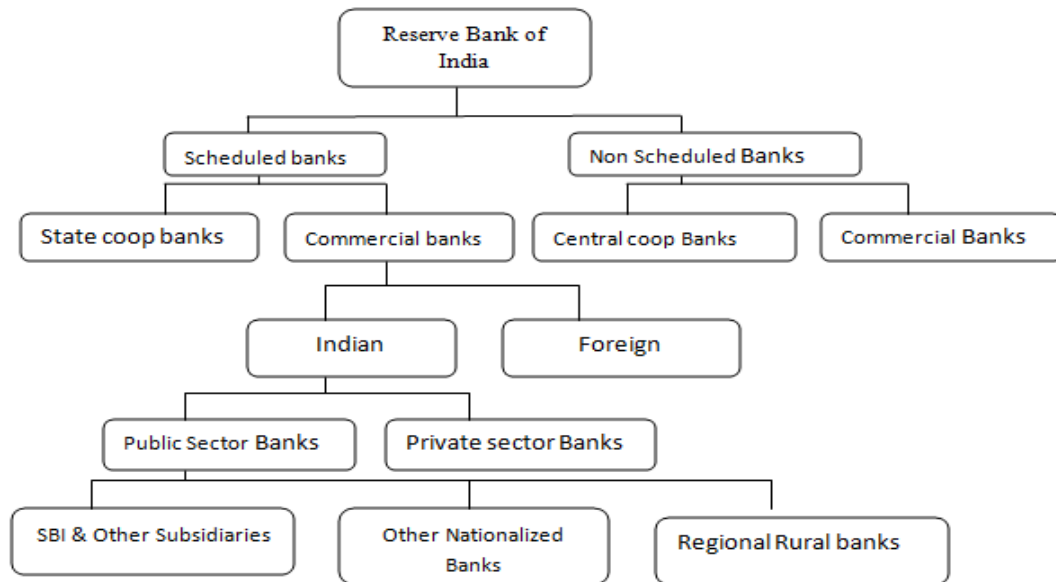 Reserve Bank of
India
Scheduled banks
Non Scheduled Banks
State coop banks
Commercial banks
Central coop Banks
Commercial Banks
Indian
Foreign
Public Sector Banks
Private sector Banks
SBI & Other Subsidiaries
Other Nationalized
Banks
Regional Rural banks